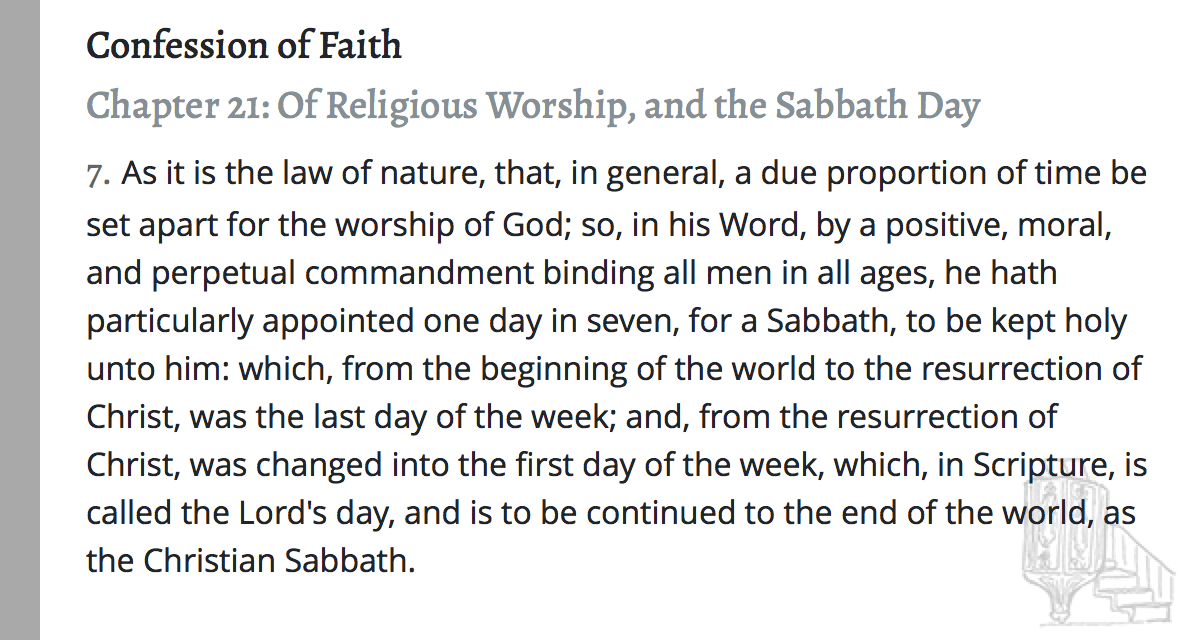 Confession of Faith
Chapter 21: Of Religious Worship, and the Sabbath Day
7. As it is the law of nature, that, in general, a due proportion of time be
set apart for the worship of God; so, in his Word, by a positive, moral,
and perpetual commandment binding all men in all ages, he hath
particularly appointed one day in seven, for a Sabbath, to be kept holy
unto him: which, from the beginning of the world to the resurrection of
Christ, was the last day of the week; and, from the resurrection of
Christ, was changed into the first day of the week, which, in Scripture, is
called the Lord's day, and is to be continued to the end of the world, as
the Christian Sabbath.